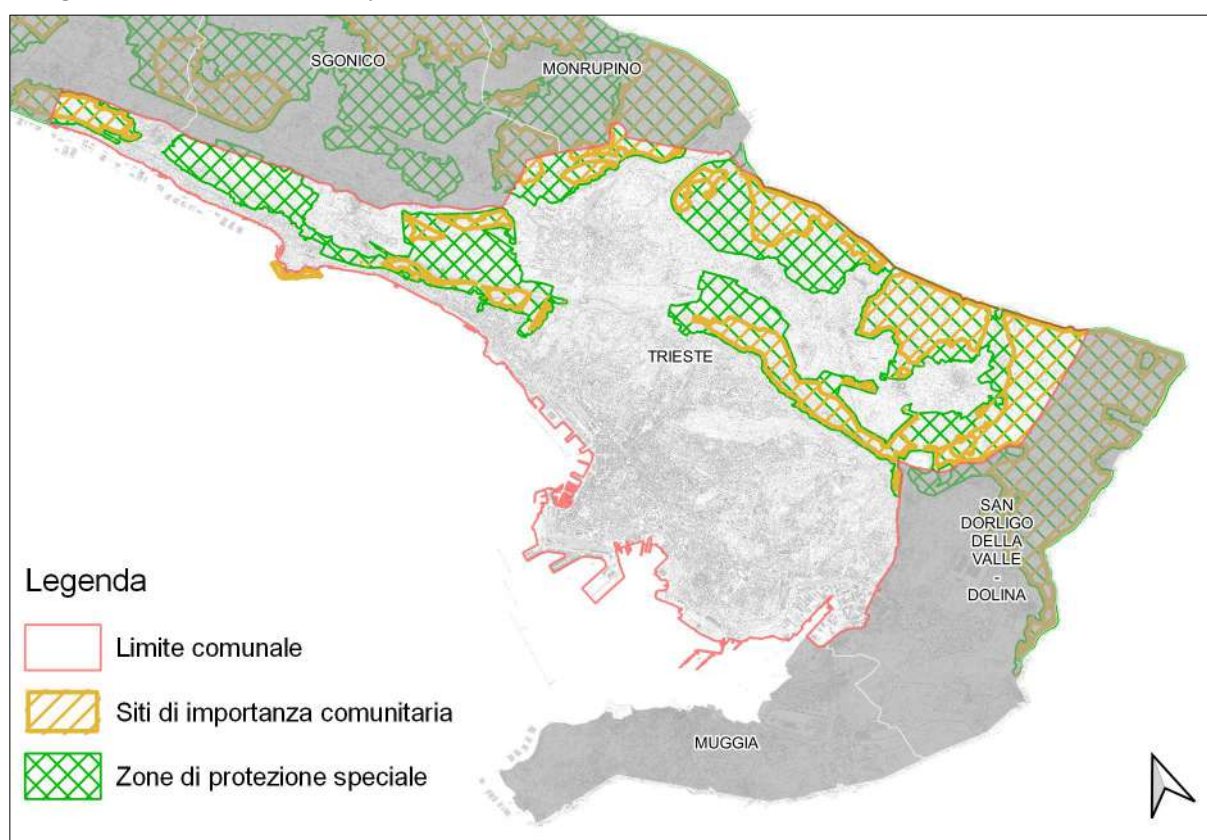 SGONICO
MONRUPINO
TRIESTE
SAN
DORLIGO
DELLA
VALLE
-
DOLINA
MUGGIA
Legenda
Limite comunale
Siti di importanza comunitaria
Zone di protezione speciale